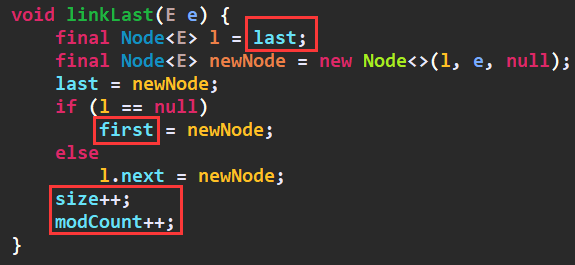 void linkLast(E e) {
    final Node<E> l = last;
    final Node<E> newNode = new Node<>(l, e, null);
    last = newNode;
    if (l == null)
        first = newNode;
    else
        l.next = newNode;
    size++;
    modCount++;
}